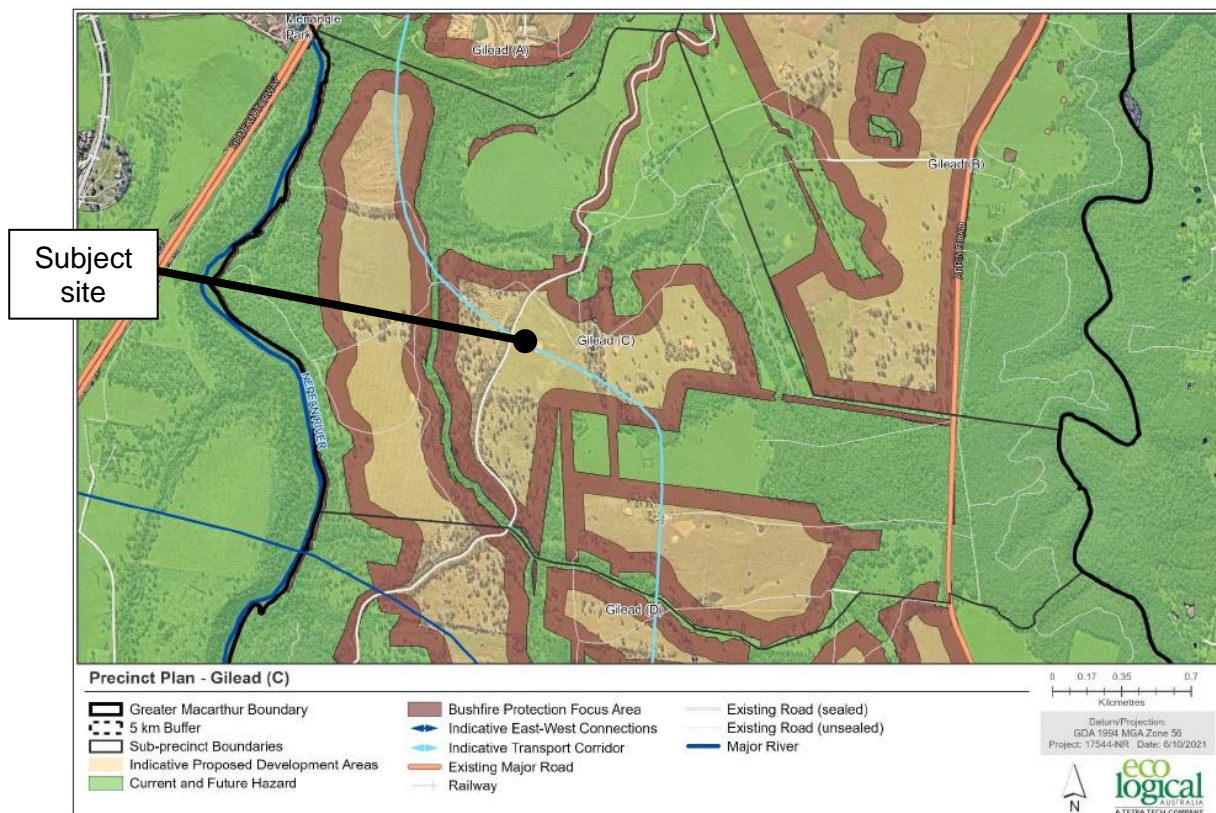 Menangle
Park
Gilead (A)
HUME MOTORWAY
Gilead (B)
APPIN ROAD
Subject
site
Gilead (C)
NEPEAN RIVER
Gilead (D)
Precinct Plan - Gilead (C)
Greater Macarthur Boundary
5 km Buffer
Sub-precinct Boundaries
Indicative Proposed Development Areas
Current and Future Hazard
Bushfire Protection Focus Area
Indicative East-West Connections
Indicative Transport Corridor
Existing Major Road
Railway
Existing Road (sealed)
Existing Road (unsealed)
Major River
0 0.17 0.35 0.7
Kilometres
Datum/Projection:
GDA 1994 MGA Zone 56
Project: 17544-NR Date: 6/10/2021
N
eco
logical
AUSTRALIA
A TETRA TECH COMPANY